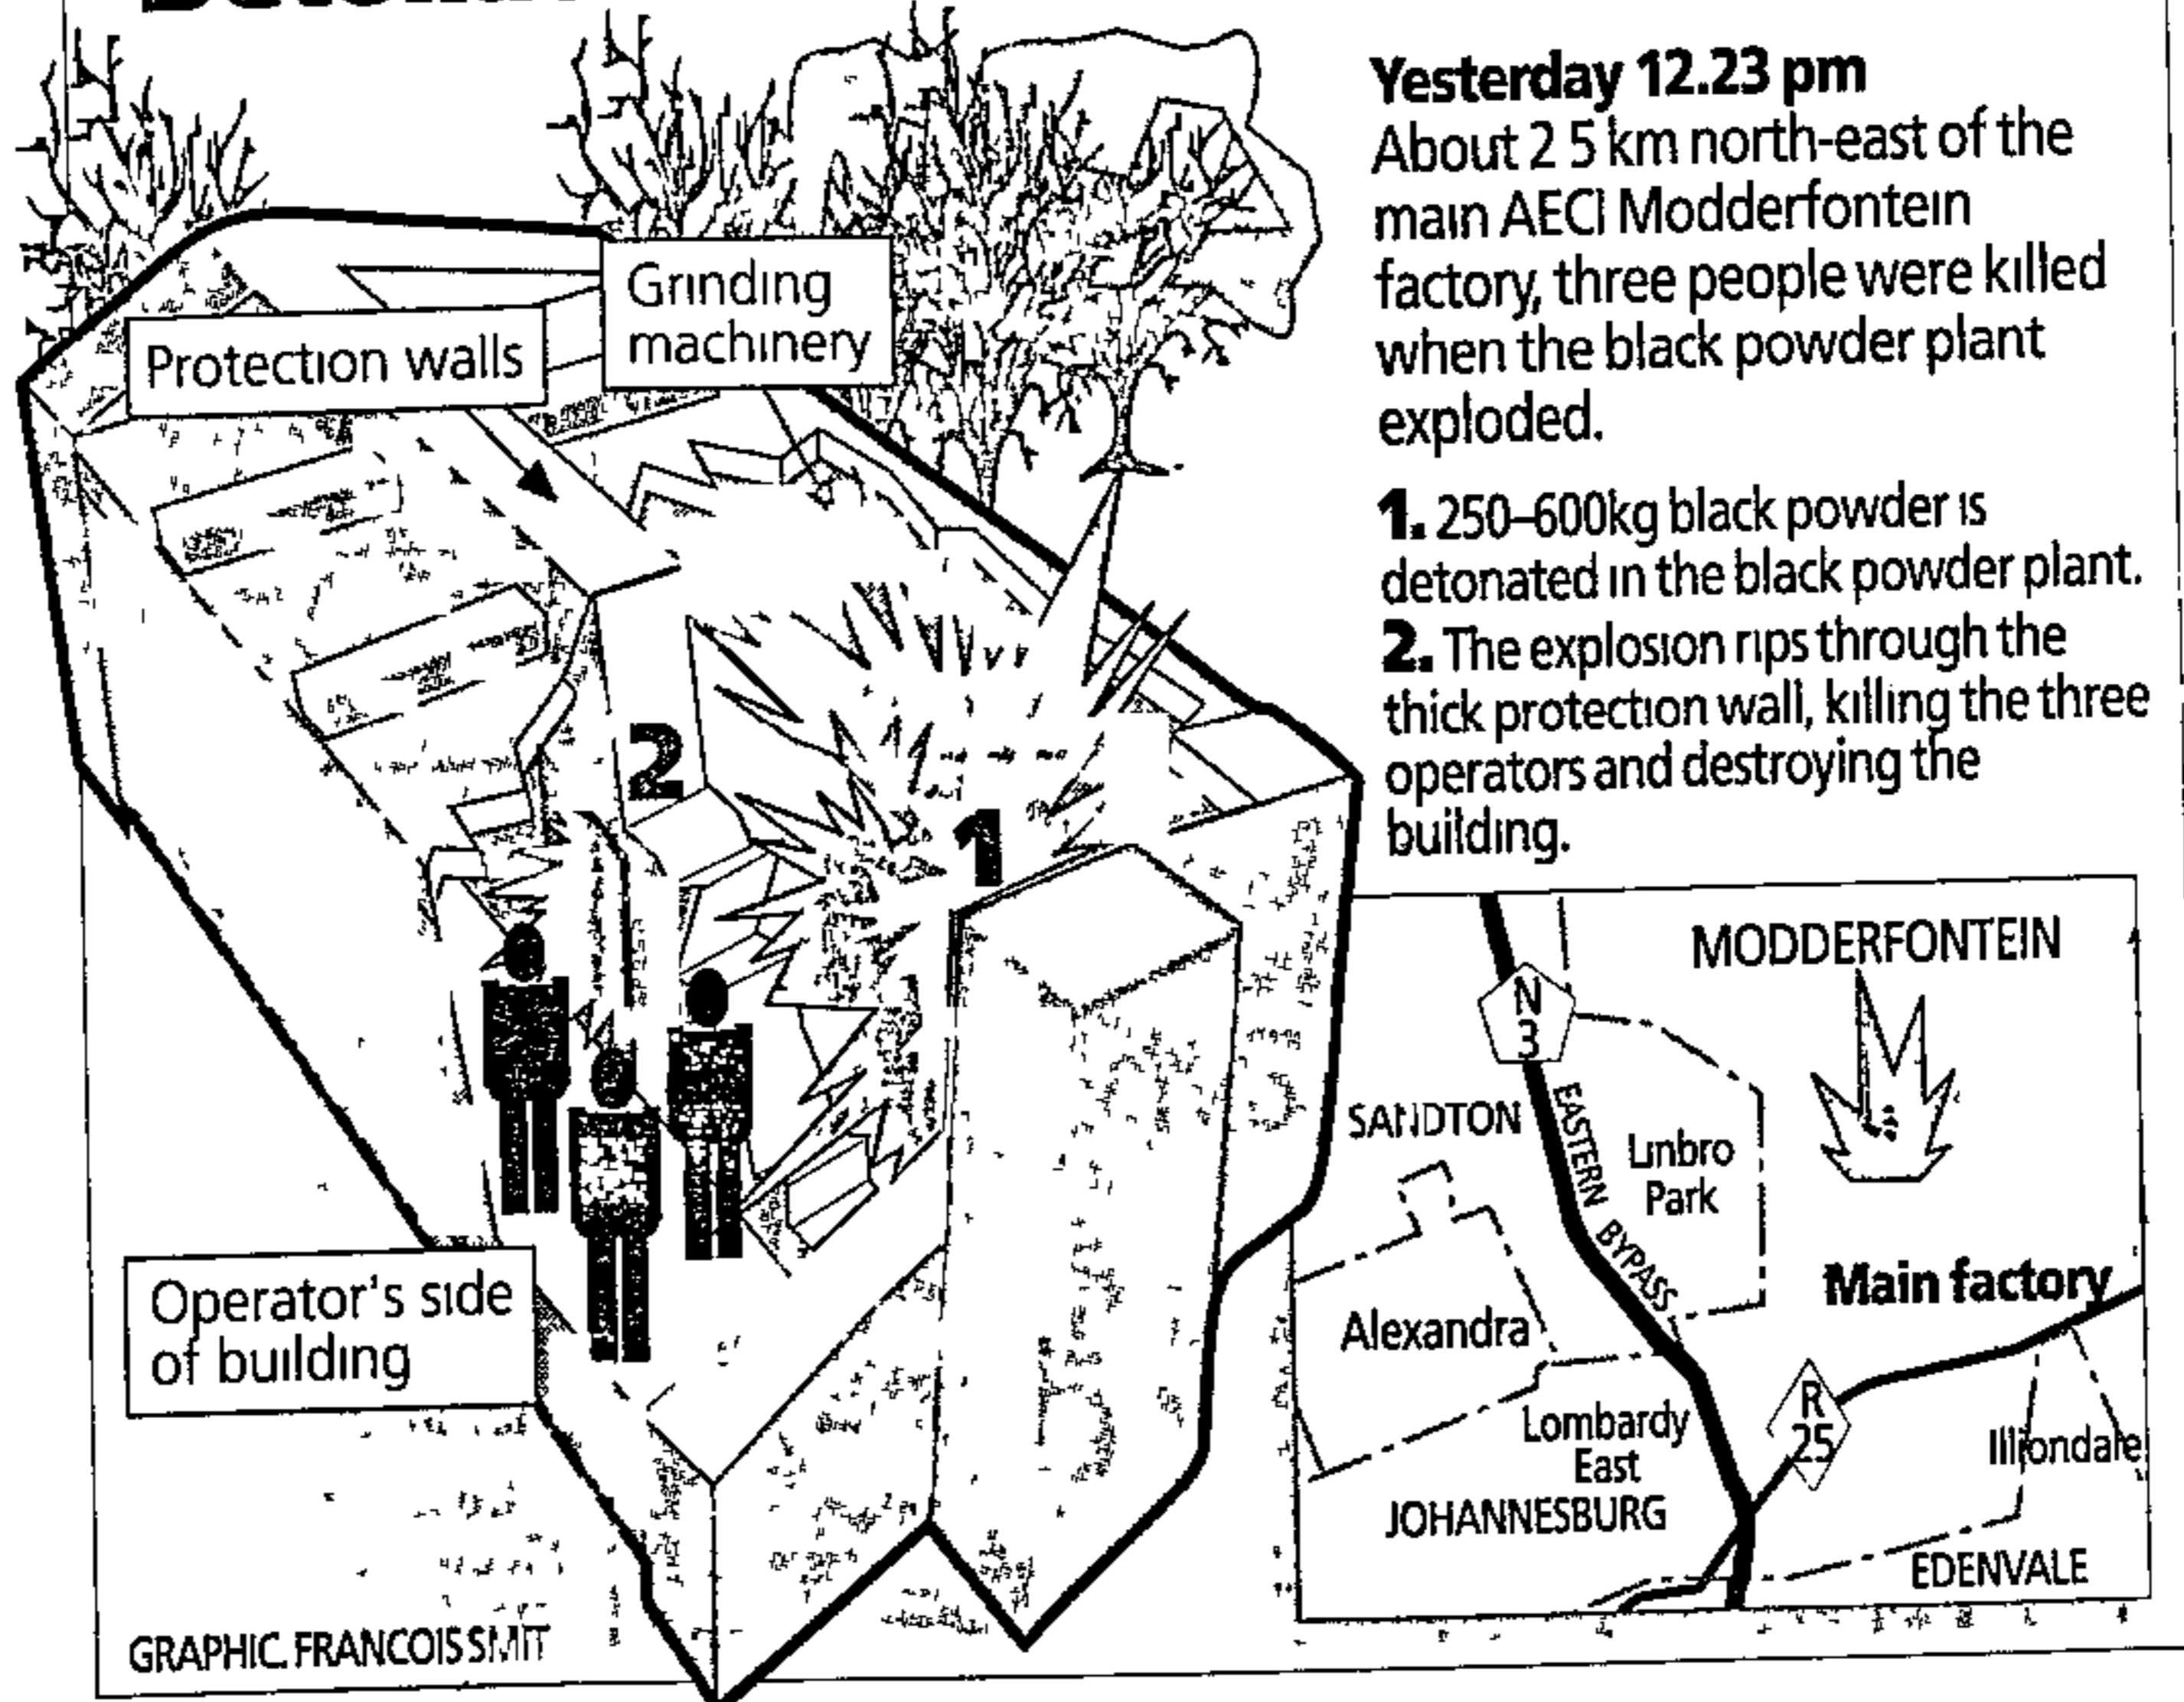 Yesterday 12.23 pm
About 2 5 km north-east of the
main AECI Modderfontein
factory, three people were killed
when the black powder plant
exploded.
1. 250–600kg black powder is
detonated in the black powder plant.
2. The explosion rips through the
thick protection wall, killing the three
operators and destroying the
building.
Grinding
machinery
Protection walls
2
1
Operator's side
of building
MODDERFONTEIN
N
3
SANDTON
EASTERN BYPASS
Linbro
Park
Main factory
Alexandra
R
25
Lombardy
East
Illiondale
JOHANNESBURG
EDENVALE
GRAPHIC. FRANCOIS SMIT